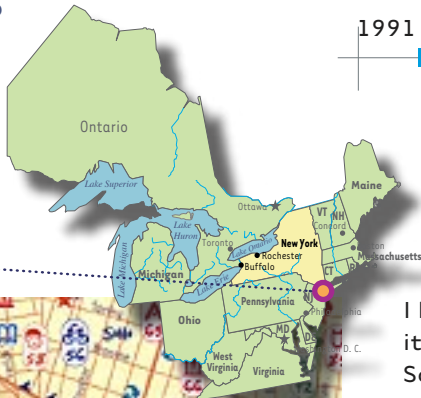 1991
Ontario
Lake Superior
Ottawa
Maine
Lake Huron
VT
NH
Concord
Lake Michigan
Toronto
Lake Ontario
New York
Rochester
Massachusetts
Buffalo
Michigan
Lake Erie
CT
Pennsylvania
NJ
Ohio
MD
D. C.
West
Virginia
Virginia
I
it
So